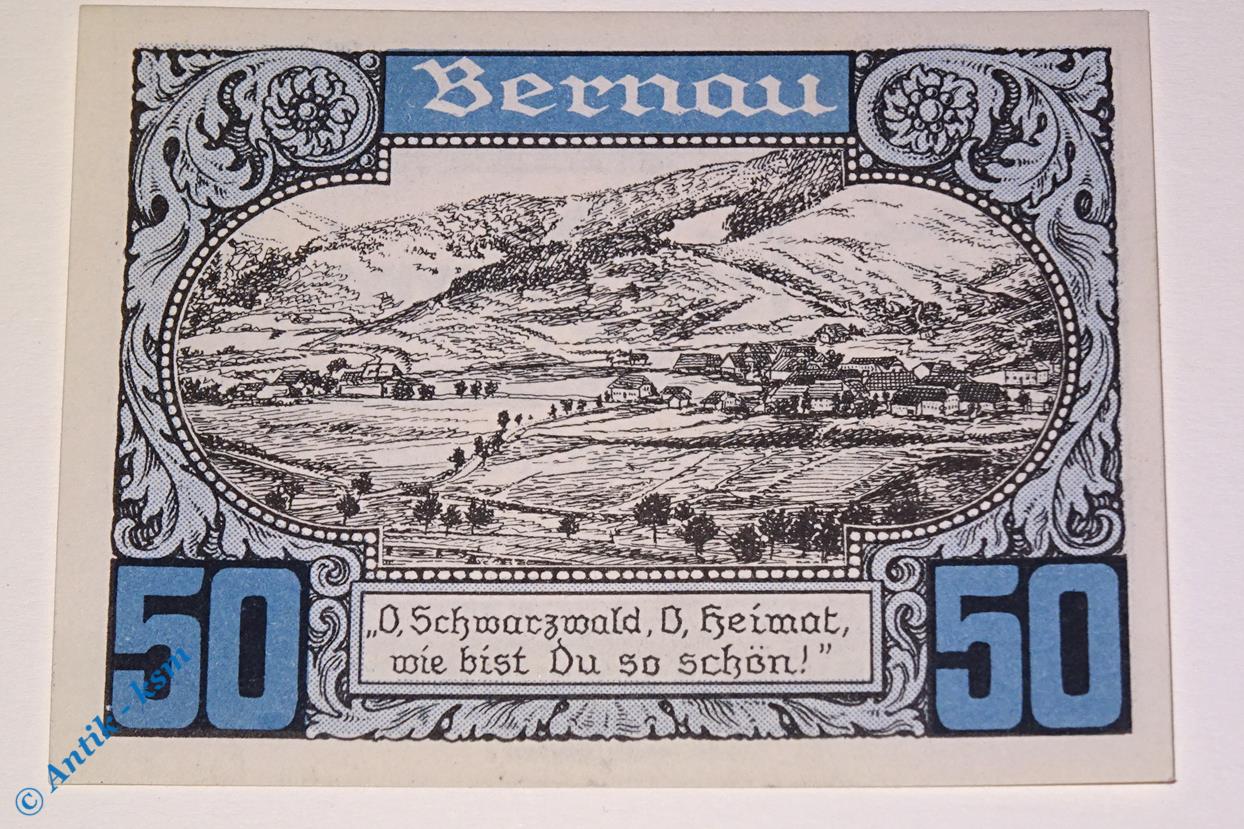 Bernau
50
50
„O, Schwarzwald, O, Heimat,
wie bist Du so schön!”
© Antik - ksm